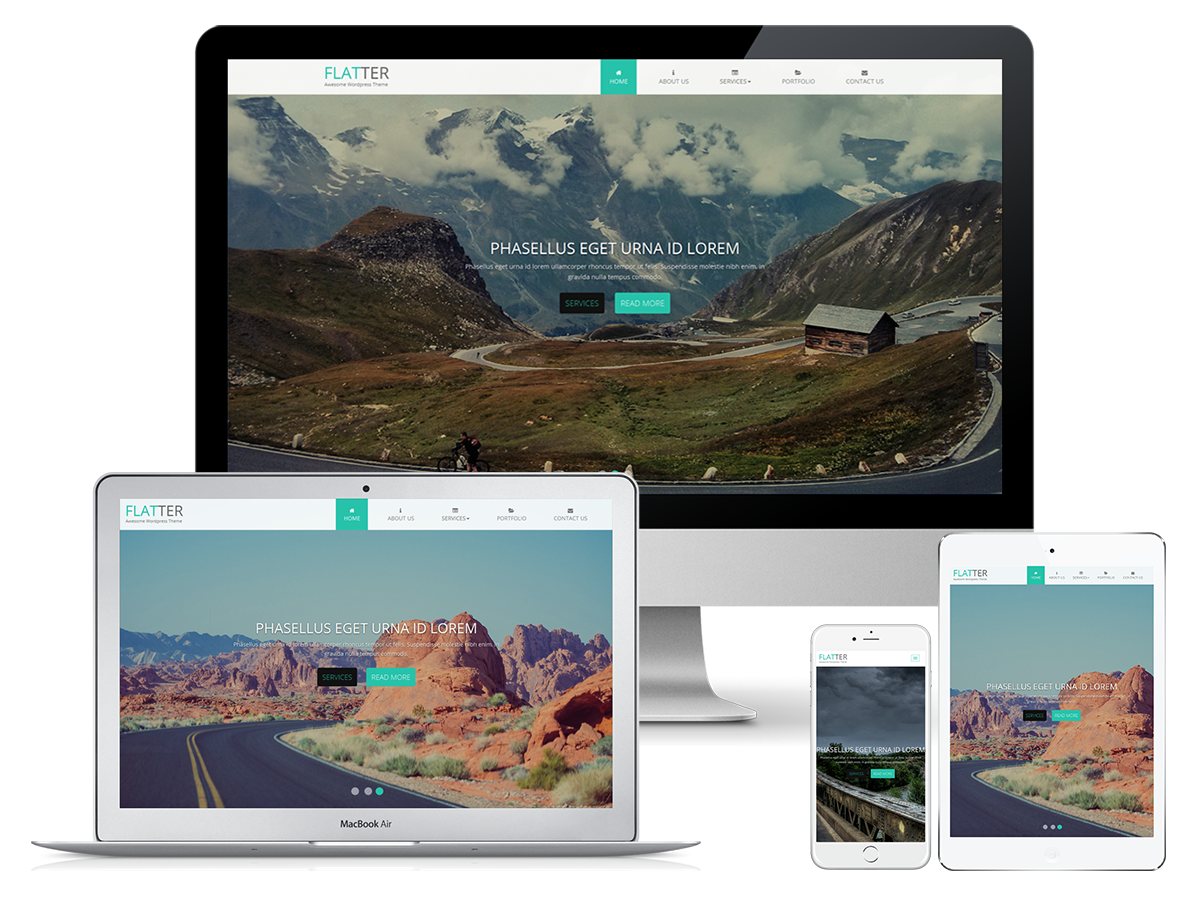 FLATTER
Awesome Wordpress Theme
HOME
ABOUT US
SERVICES
PORTFOLIO
CONTACT US
PHASELLUS EGET URNA ID LOREM
Phasellus eget urna id lorem ullamcorper rhoncus tempor ut felis. Suspendisse molestie nibh enim, in
gravida nulla tempus commodo.
SERVICES
READ MORE
FLATTER
Awesome Wordpress Theme
HOME
ABOUT US
SERVICES
PORTFOLIO
CONTACT US
PHASELLUS EGET URNA ID LOREM
Phasellus eget urna id lorem ullamcorper rhoncus tempor ut felis. Suspendisse molestie nibh enim, in
gravida nulla tempus commodo.
SERVICES
READ MORE
MacBook Air
FLATTER
PHASELLUS EGET URNA ID LOREM
SERVICES
READ MORE
FLATTER
Awesome Wordpress Theme
HOME
ABOUT US
SERVICES
PORTFOLIO
CONTACT US
PHASELLUS EGET URNA ID LOREM
SERVICES
READ MORE